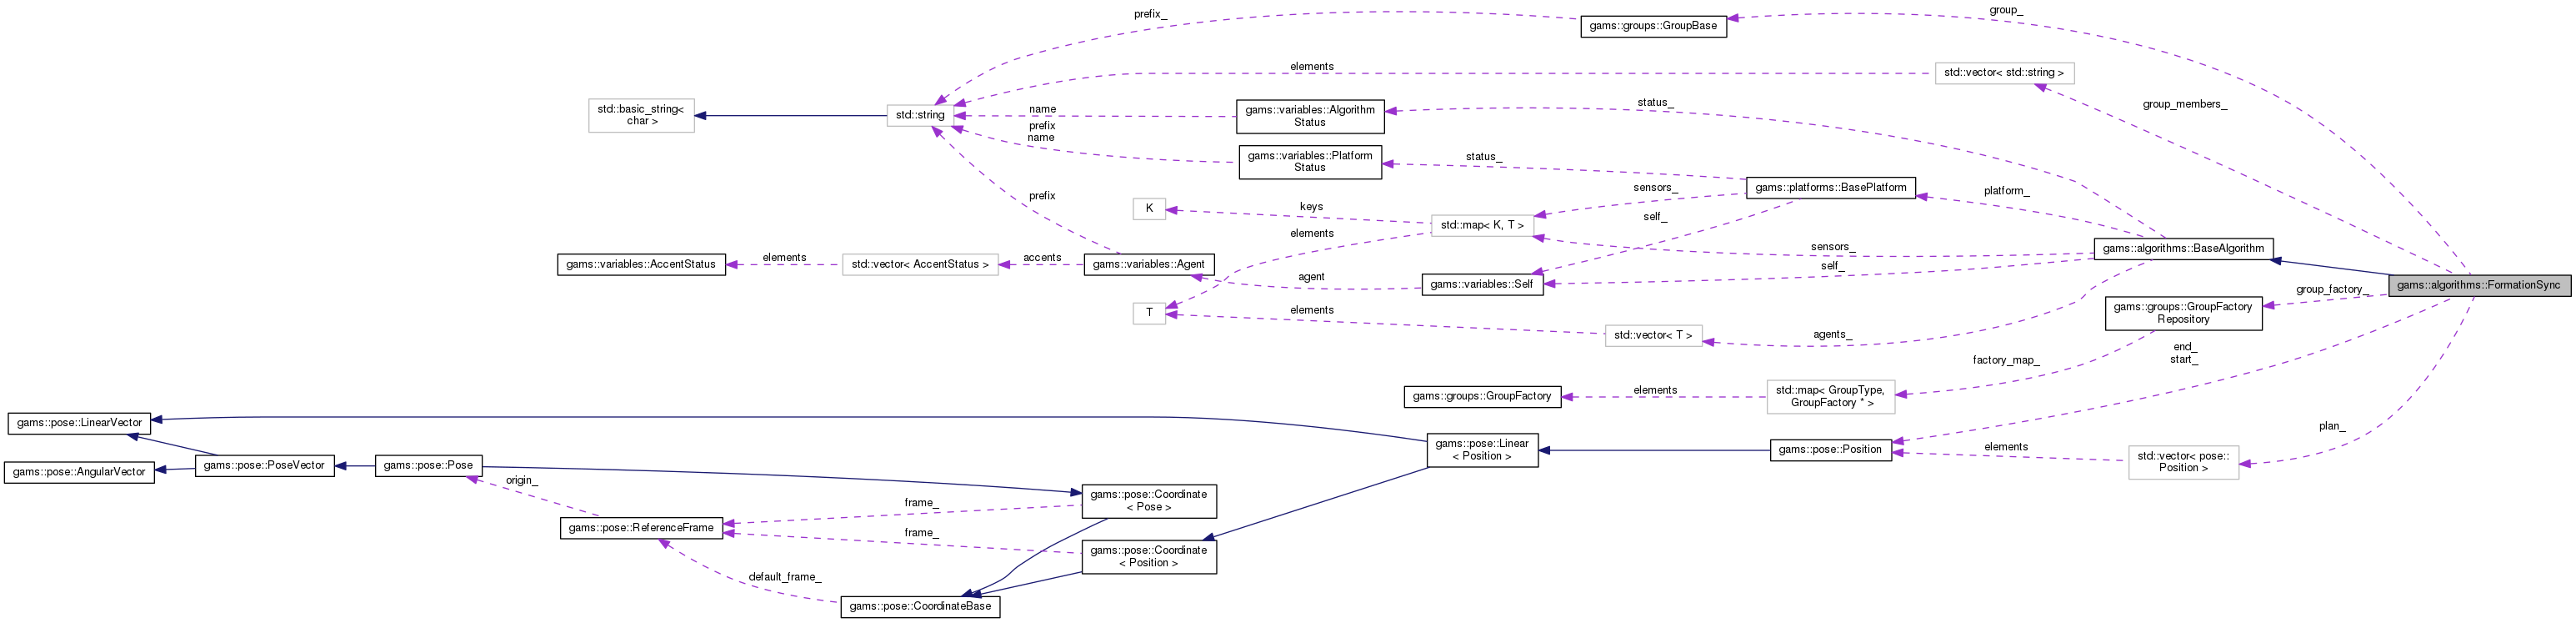 prefix_
gams::groups::GroupBase
group_
elements
std::vector< std::string >
group_members_
std::basic_string<
char >
std::string
name
gams::variables::Algorithm
Status
status_
prefix
name
gams::variables::Platform
Status
status_
gams::platforms::BasePlatform
platform_
sensors_
self_
prefix
K
keys
std::map< K, T >
elements
gams::algorithms::BaseAlgorithm
sensors_
self_
gams::variables::AccentStatus
elements
std::vector< AccentStatus >
accents
gams::variables::Agent
agent
gams::variables::Self
gams::algorithms::FormationSync
group_factory_
gams::groups::GroupFactory
Repository
T
elements
std::vector< T >
agents_
end_
start_
factory_map_
gams::groups::GroupFactory
elements
std::map< GroupType,
GroupFactory * >
plan_
gams::pose::LinearVector
gams::pose::AngularVector
gams::pose::PoseVector
gams::pose::Pose
gams::pose::Linear
< Position >
gams::pose::Position
elements
std::vector< pose::
Position >
origin_
gams::pose::ReferenceFrame
frame_
gams::pose::Coordinate
< Pose >
frame_
gams::pose::Coordinate
< Position >
default_frame_
gams::pose::CoordinateBase